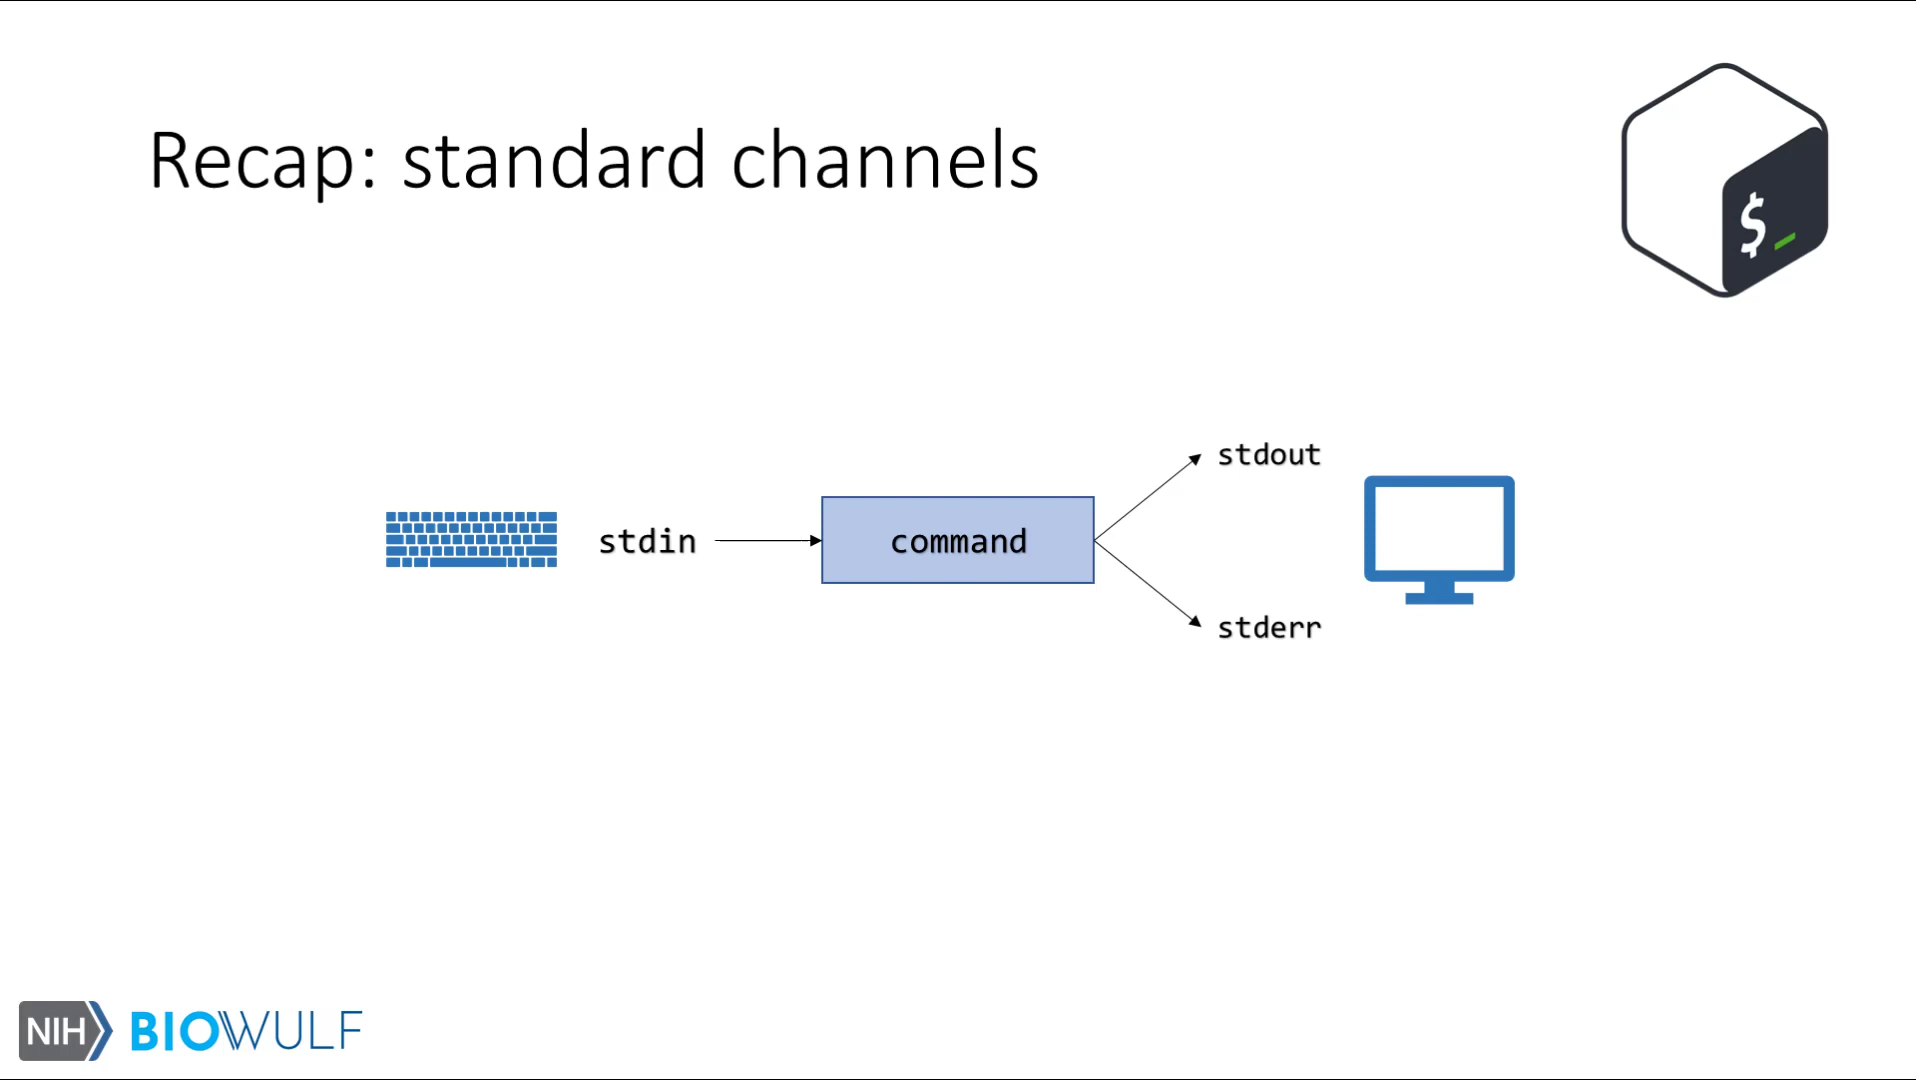 Recap: standard channels
$_
stdout
stdin
command
stderr
NIH BIOWULF